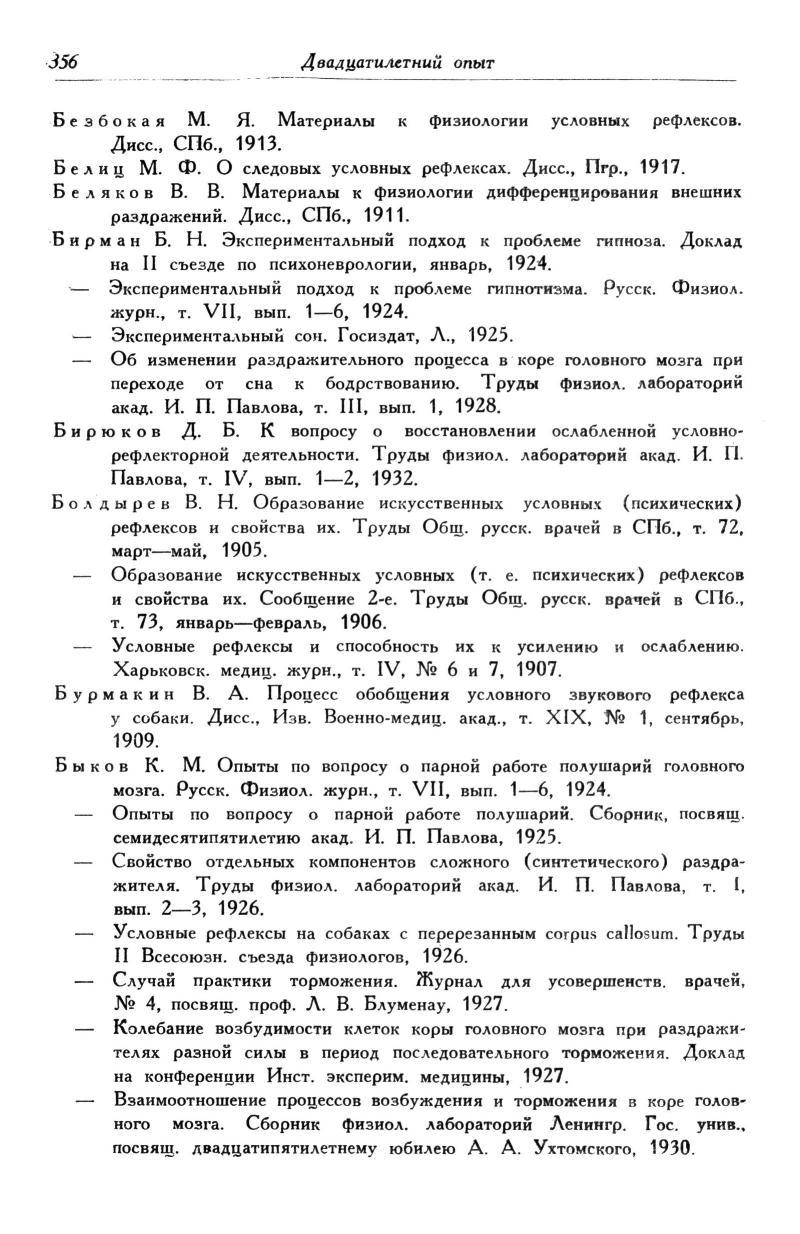 356 Двадцатилетний опыт
Безбокая М. Я. Материалы к физиологии условных рефлексов.
Дисс., СПб., 1913.
Белиц М. Ф. О следовых условных рефлексах. Дисс., Пгр., 1917.
Беляков В. В. Материалы к физиологии дифференцирования внешних
раздражений. Дисс., СПб., 1911.
Бирман Б. Н. Экспериментальный подход к проблеме гипноза. Доклад
на II съезде по психоневрологии, январь, 1924.
— Экспериментальный подход к проблеме гипнотизма. Русск. Физиол.
журн., т. VII, вып. 1—6, 1924.
— Экспериментальный сон. Госиздат, Л., 1925.
— Об изменении раздражительного процесса в коре головного мозга при
переходе от сна к бодрствованию. Труды физиол. лабораторий
акад. И. П. Павлова, т. III, вып. 1, 1928.
Бирюков Д. Б. К вопросу о восстановлении ослабленной условно-
рефлекторной деятельности. Труды физиол. лабораторий акад. И. П.
Павлова, т. IV, вып. 1—2, 1932.
Болдырев В. Н. Образование искусственных условных (психических)
рефлексов и свойства их. Труды Общ. русск. врачей в СПб., т. 72,
март—май, 1905.
— Образование искусственных условных (т. е. психических) рефлексов
и свойства их. Сообщение 2-е. Труды Общ. русск. врачей в СПб.,
т. 73, январь—февраль, 1906.
— Условные рефлексы и способность их к усилению и ослаблению.
Харьковск. медиц. журн., т. IV, № 6 и 7, 1907.
Бурмакин В. А. Процесс обобщения условного звукового рефлекса
у собаки. Дисс., Изв. Военно-медиц. акад., т. XIX, № 1, сентябрь,
1909.
Быков К. М. Опыты по вопросу о парной работе полушарий головного
мозга. Русск. Физиол. журн., т. VII, вып. 1—6, 1924.
— Опыты по вопросу о парной работе полушарий. Сборник, посвящ.
семидесятипятилетию акад. И. П. Павлова, 1925.
— Свойство отдельных компонентов сложного (синтетического) раздра-
жителя. Труды физиол. лабораторий акад. И. П. Павлова, т. I,
вып. 2—3, 1926.
— Условные рефлексы на собаках с перерезанным corpus callosum. Труды
II Всесоюзн. съезда физиологов, 1926.
— Случай практики торможения. Журнал для усовершенств. врачей,
№ 4, посвящ. проф. Л. В. Блуменау, 1927.
— Колебание возбудимости клеток коры головного мозга при раздражи-
телях разной силы в период последовательного торможения. Доклад
на конференции Инст. эксперим. медицины, 1927.
— Взаимоотношение процессов возбуждения и торможения в коре голов-
ного мозга. Сборник физиол. лабораторий Ленингр. Гос. унив.,
посвящ. двадцатипятилетнему юбилею А. А. Ухтомского, 1930.